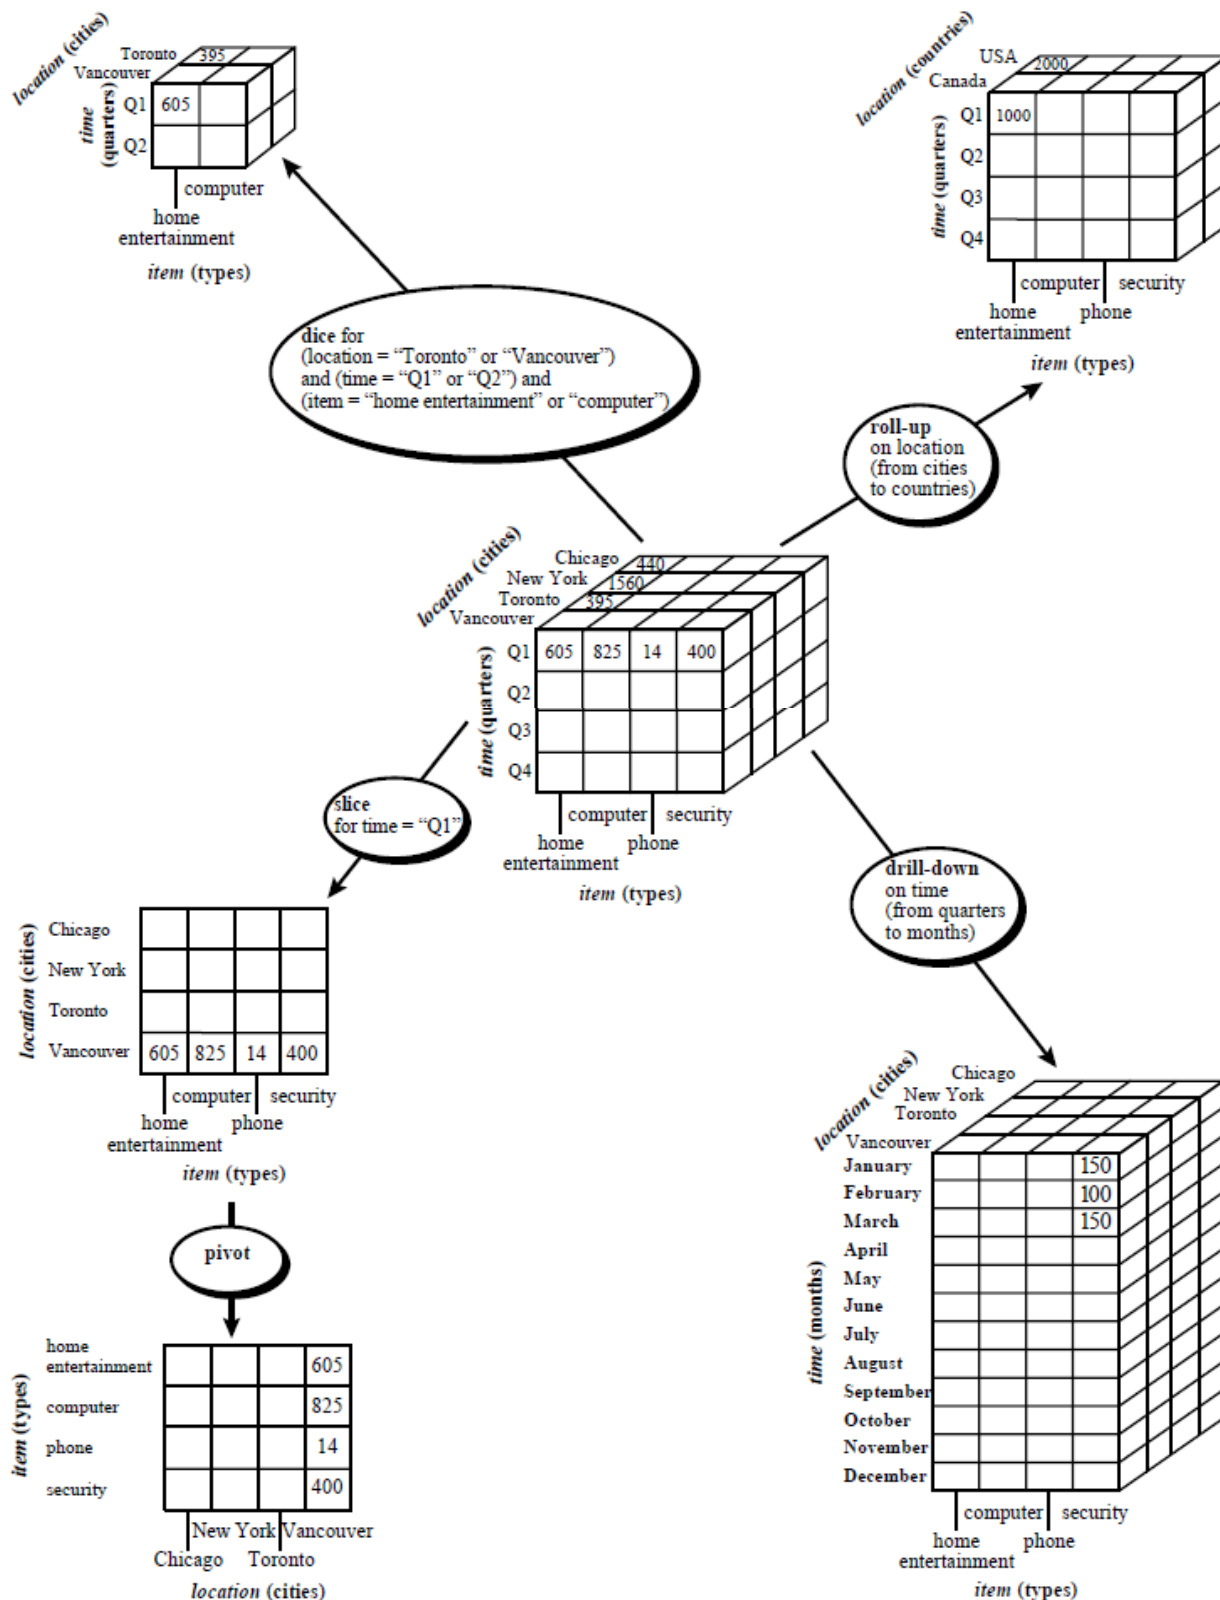 location (cities)
Toronto 395
Vancouver
time
(quarters)
Q1 605
Q2
computer
home
entertainment
item (types)
location (countries)
USA 2000
Canada
time (quarters)
Q1 1000
Q2
Q3
Q4
computer security
home phone
entertainment
item (types)
dice for
(location = “Toronto” or “Vancouver”)
and (time = “Q1” or “Q2”) and
(item = “home entertainment” or “computer”)
roll-up
on location
(from cities
to countries)
location (cities)
Chicago 440
New York 1560
Toronto 395
Vancouver
time (quarters)
Q1 605 825 14 400
Q2
Q3
Q4
computer security
home phone
entertainment
item (types)
slice
for time = “Q1”
drill-down
on time
(from quarters
to months)
location (cities)
Chicago
New York
Toronto
Vancouver 605 825 14 400
computer security
home phone
entertainment
item (types)
pivot
item (types)
home
entertainment 605
computer 825
phone 14
security 400
New York Vancouver
Chicago Toronto
location (cities)
location (cities)
Chicago
New York
Toronto
Vancouver
time (months)
January 150
February 100
March 150
April
May
June
July
August
September
October
November
December
computer security
home phone
entertainment
item (types)